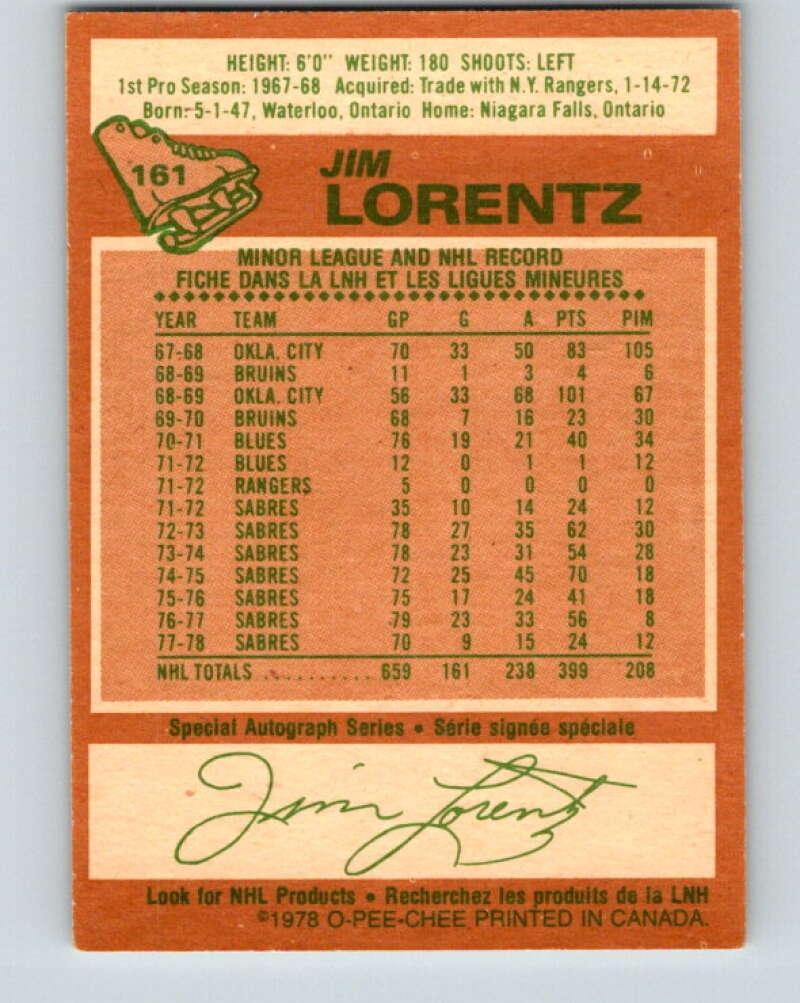 HEIGHT: 6'0" WEIGHT: 180 SHOOTS: LEFT
1st Pro Season: 1967-68 Acquired: Trade with N.Y. Rangers, 1-14-72
Born: 5-1-47, Waterloo, Ontario Home: Niagara Falls, Ontario
161
JIM
LORENTZ
MINOR LEAGUE AND NHL RECORD
FICHE DANS LA LNH ET LES LIGUES MINEURES
YEAR TEAM GP G A PTS PIM
67-68 OKLA. CITY 70 33 50 83 105
68-69 BRUINS 11 1 3 4 6
68-69 OKLA. CITY 56 33 68 101 67
69-70 BRUINS 68 7 16 23 30
70-71 BLUES 76 19 21 40 34
71-72 BLUES 12 0 1 1 12
71-72 RANGERS 5 0 0 0 0
71-72 SABRES 35 10 14 24 12
72-73 SABRES 78 27 35 62 30
73-74 SABRES 78 23 31 54 28
74-75 SABRES 72 25 45 70 18
75-76 SABRES 75 17 24 41 18
76-77 SABRES 79 23 33 56 8
77-78 SABRES 70 9 15 24 12
NHL TOTALS .......... 659 161 238 399 208
Special Autograph Series • Série signée spéciale
Jim Lorentz
Look for NHL Products • Recherchez les produits de la LNH
©1978 O-PEE-CHEE PRINTED IN CANADA.